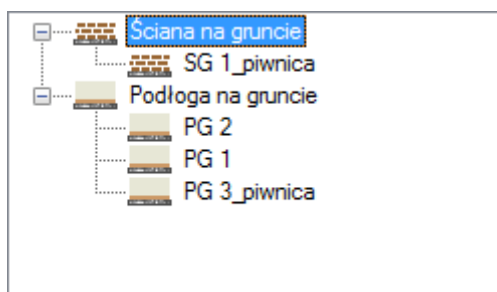 Ściana na gruncie
SG 1_piwnica
Podłoga na gruncie
PG 2
PG 1
PG 3_piwnica